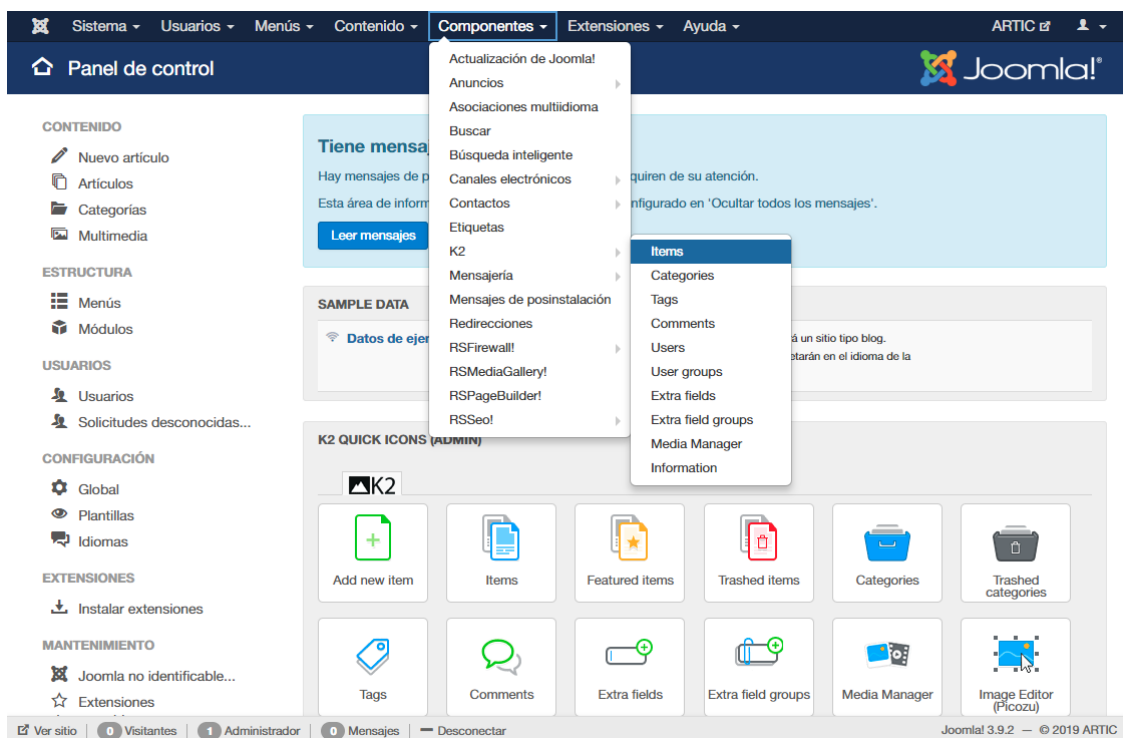 Sistema Usuarios Menús Contenido Componentes Extensiones Ayuda ARTIC
Panel de control
Joomla!®
CONTENIDO
Nuevo artículo
Artículos
Categorías
Multimedia
ESTRUCTURA
Menús
Módulos
USUARIOS
Usuarios
Solicitudes desconocidas...
CONFIGURACIÓN
Global
Plantillas
Idiomas
EXTENSIONES
Instalar extensiones
MANTENIMIENTO
Joomla no identificable...
Extensiones
Actualización de Joomla!
Anuncios
Asociaciones multiidioma
Buscar
Búsqueda inteligente
Canales electrónicos
Contactos
Etiquetas
K2
Mensajería
Mensajes de posinstalación
Redirecciones
RSFirewall!
RSMediaGallery!
RSPageBuilder!
RSSeo!
Items
Categories
Tags
Comments
Users
User groups
Extra fields
Extra field groups
Media Manager
Information
Tiene mensa
Hay mensajes de p quiren de su atención.
Esta área de inform nfigurado en 'Ocultar todos los mensajes'.
Leer mensajes
SAMPLE DATA
Datos de ejer á un sitio tipo blog.
etarán en el idioma de la
K2 QUICK ICONS (ADMIN)
K2
Add new item Items Featured items Trashed items Categories Trashed
categories
Tags Comments Extra fields Extra field groups Media Manager Image Editor
(Picozu)
Ver sitio 0 Visitantes 1 Administrador 0 Mensajes Desconectar Joomla! 3.9.2 — © 2019 ARTIC